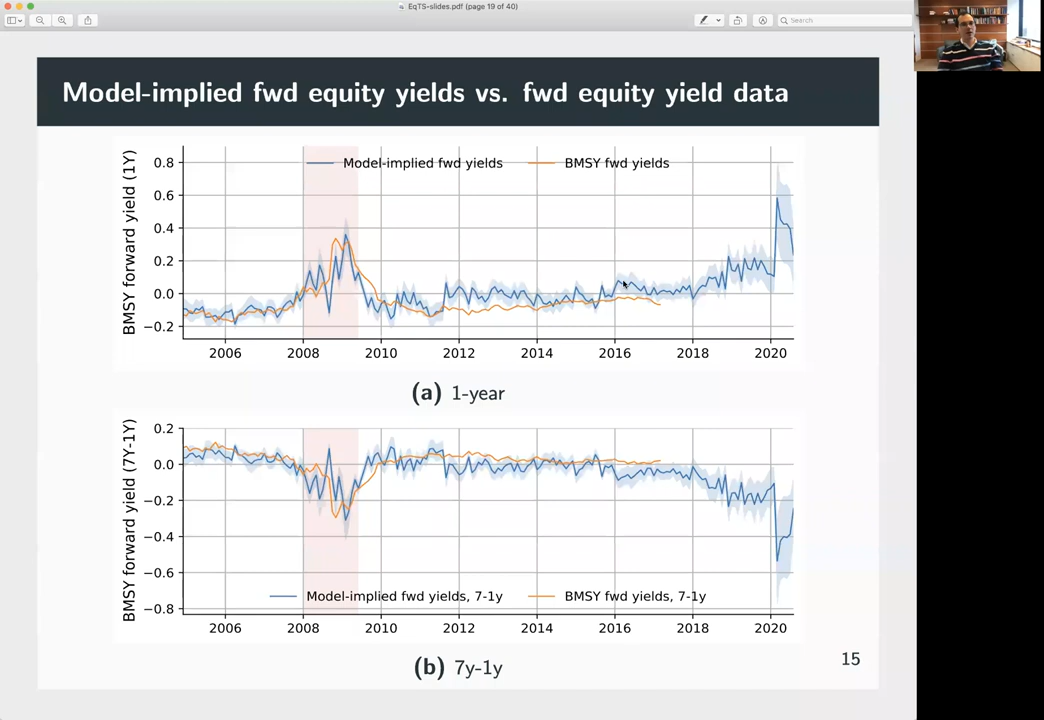 EqTS-slides.pdf (page 19 of 40)
Search
Model-implied fwd equity yields vs. fwd equity yield data
BMSY forward yield (1Y)
Model-implied fwd yields
BMSY fwd yields
0.8
0.6
0.4
0.2
0.0
−0.2
2006 2008 2010 2012 2014 2016 2018 2020
(a) 1-year
BMSY forward yield (7Y-1Y)
0.2
0.0
−0.2
−0.4
−0.6
−0.8
Model-implied fwd yields, 7-1y
BMSY fwd yields, 7-1y
2006 2008 2010 2012 2014 2016 2018 2020
(b) 7y-1y
15